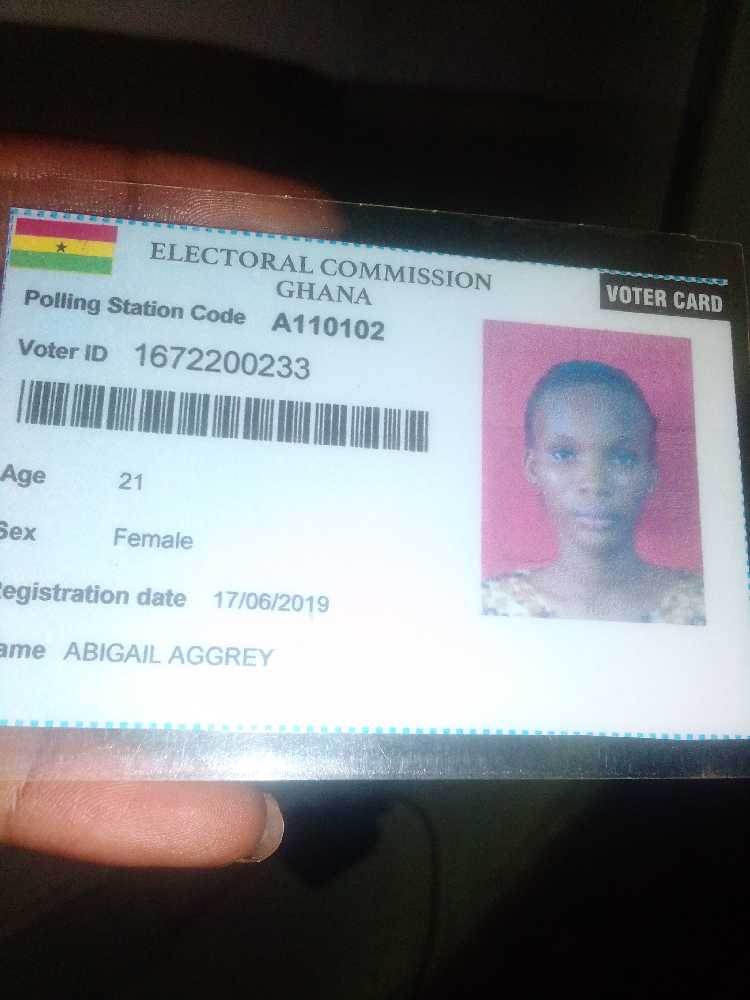 ELECTORAL COMMISSION
GHANA
VOTER CARD
Polling Station Code A110102
Voter ID 1672200233
Age 21
Sex Female
egistration date 17/06/2019
ame ABIGAIL AGGREY